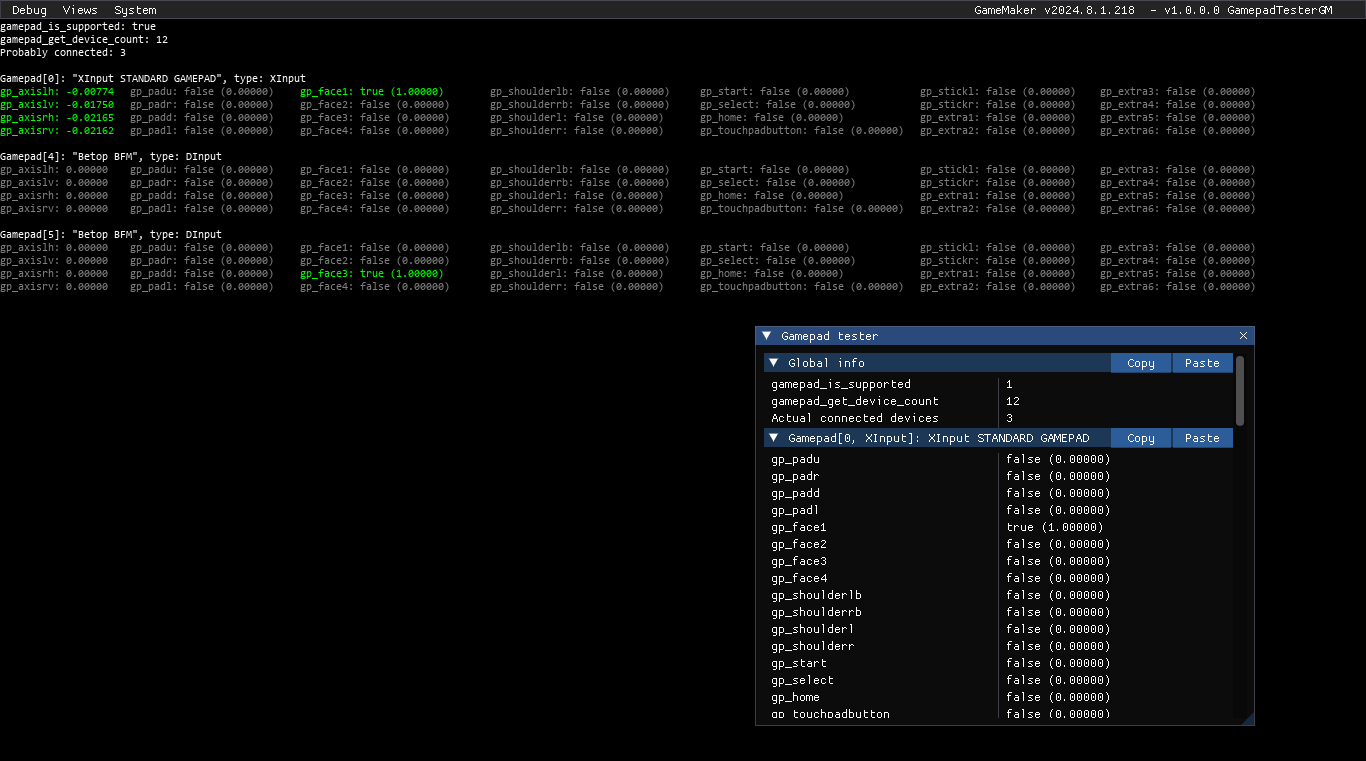 Debug Views System GameMaker v2024.8.1.218 - v1.0.0.0 GamepadTesterGM
gamepad_is_supported: true
gamepad_get_device_count: 12
Probably connected: 3
Gamepad[0]: "XInput STANDARD GAMEPAD", type: XInput
gp_axislh: -0.00774 gp_padu: false (0.00000) gp_face1: true (1.00000) gp_shoulderlb: false (0.00000) gp_start: false (0.00000) gp_stickl: false (0.00000) gp_extra3: false (0.00000)
gp_axislv: -0.01750 gp_padr: false (0.00000) gp_face2: false (0.00000) gp_shoulderrb: false (0.00000) gp_select: false (0.00000) gp_stickr: false (0.00000) gp_extra4: false (0.00000)
gp_axisrh: -0.02165 gp_padd: false (0.00000) gp_face3: false (0.00000) gp_shoulderl: false (0.00000) gp_home: false (0.00000) gp_extra1: false (0.00000) gp_extra5: false (0.00000)
gp_axisrv: -0.02162 gp_padl: false (0.00000) gp_face4: false (0.00000) gp_shoulderr: false (0.00000) gp_touchpadbutton: false (0.00000) gp_extra2: false (0.00000) gp_extra6: false (0.00000)
Gamepad[4]: "Betop BFM", type: DInput
gp_axislh: 0.00000 gp_padu: false (0.00000) gp_face1: false (0.00000) gp_shoulderlb: false (0.00000) gp_start: false (0.00000) gp_stickl: false (0.00000) gp_extra3: false (0.00000)
gp_axislv: 0.00000 gp_padr: false (0.00000) gp_face2: false (0.00000) gp_shoulderrb: false (0.00000) gp_select: false (0.00000) gp_stickr: false (0.00000) gp_extra4: false (0.00000)
gp_axisrh: 0.00000 gp_padd: false (0.00000) gp_face3: false (0.00000) gp_shoulderl: false (0.00000) gp_home: false (0.00000) gp_extra1: false (0.00000) gp_extra5: false (0.00000)
gp_axisrv: 0.00000 gp_padl: false (0.00000) gp_face4: false (0.00000) gp_shoulderr: false (0.00000) gp_touchpadbutton: false (0.00000) gp_extra2: false (0.00000) gp_extra6: false (0.00000)
Gamepad[5]: "Betop BFM", type: DInput
gp_axislh: 0.00000 gp_padu: false (0.00000) gp_face1: false (0.00000) gp_shoulderlb: false (0.00000) gp_start: false (0.00000) gp_stickl: false (0.00000) gp_extra3: false (0.00000)
gp_axislv: 0.00000 gp_padr: false (0.00000) gp_face2: false (0.00000) gp_shoulderrb: false (0.00000) gp_select: false (0.00000) gp_stickr: false (0.00000) gp_extra4: false (0.00000)
gp_axisrh: 0.00000 gp_padd: false (0.00000) gp_face3: true (1.00000) gp_shoulderl: false (0.00000) gp_home: false (0.00000) gp_extra1: false (0.00000) gp_extra5: false (0.00000)
gp_axisrv: 0.00000 gp_padl: false (0.00000) gp_face4: false (0.00000) gp_shoulderr: false (0.00000) gp_touchpadbutton: false (0.00000) gp_extra2: false (0.00000) gp_extra6: false (0.00000)
Gamepad tester
Global info Copy Paste
gamepad_is_supported 1
gamepad_get_device_count 12
Actual connected devices 3
Gamepad[0, XInput]: XInput STANDARD GAMEPAD Copy Paste
gp_padu false (0.00000)
gp_padr false (0.00000)
gp_padd false (0.00000)
gp_padl false (0.00000)
gp_face1 true (1.00000)
gp_face2 false (0.00000)
gp_face3 false (0.00000)
gp_face4 false (0.00000)
gp_shoulderlb false (0.00000)
gp_shoulderrb false (0.00000)
gp_shoulderl false (0.00000)
gp_shoulderr false (0.00000)
gp_start false (0.00000)
gp_select false (0.00000)
gp_home false (0.00000)
gp_touchpadbutton false (0.00000)